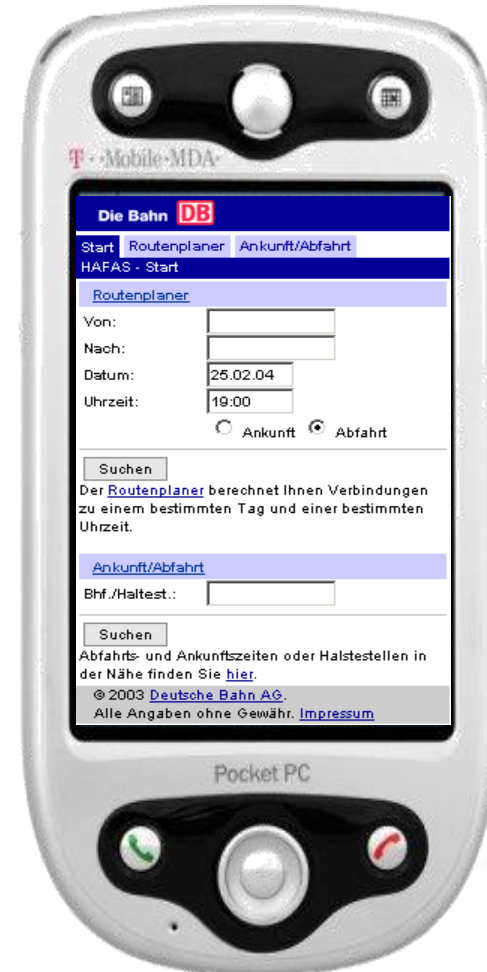 T··Mobile·MDA·
Die Bahn DB
Start Routenplaner Ankunft/Abfahrt
HAFAS - Start
Routenplaner
Von:
Nach:
Datum: 25.02.04
Uhrzeit: 19:00
Ankunft Abfahrt
Suchen
Der Routenplaner berechnet Ihnen Verbindungen
zu einem bestimmten Tag und einer bestimmten
Uhrzeit.
Ankunft/Abfahrt
Bhf./Haltest.:
Suchen
Abfahrts- und Ankunftszeiten oder Halstestellen in
der Nähe finden Sie hier.
© 2003 Deutsche Bahn AG.
Alle Angaben ohne Gewähr. Impressum
Pocket PC